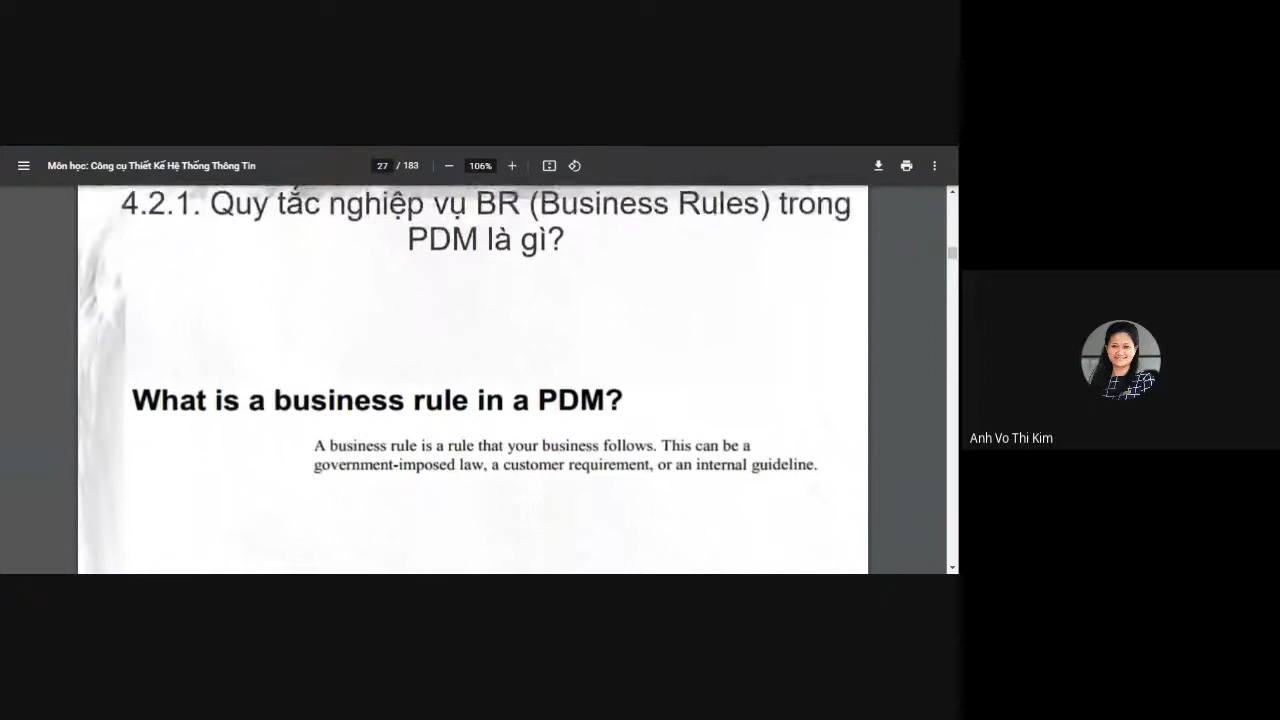 Môn học: Công cụ Thiết Kế Hệ Thống Thông Tin
27 / 183
106%
4.2.1. Quy tắc nghiệp vụ BR (Business Rules) trong
PDM là gì?
What is a business rule in a PDM?
A business rule is a rule that your business follows. This can be a
government-imposed law, a customer requirement, or an internal guideline.
Anh Vo Thi Kim